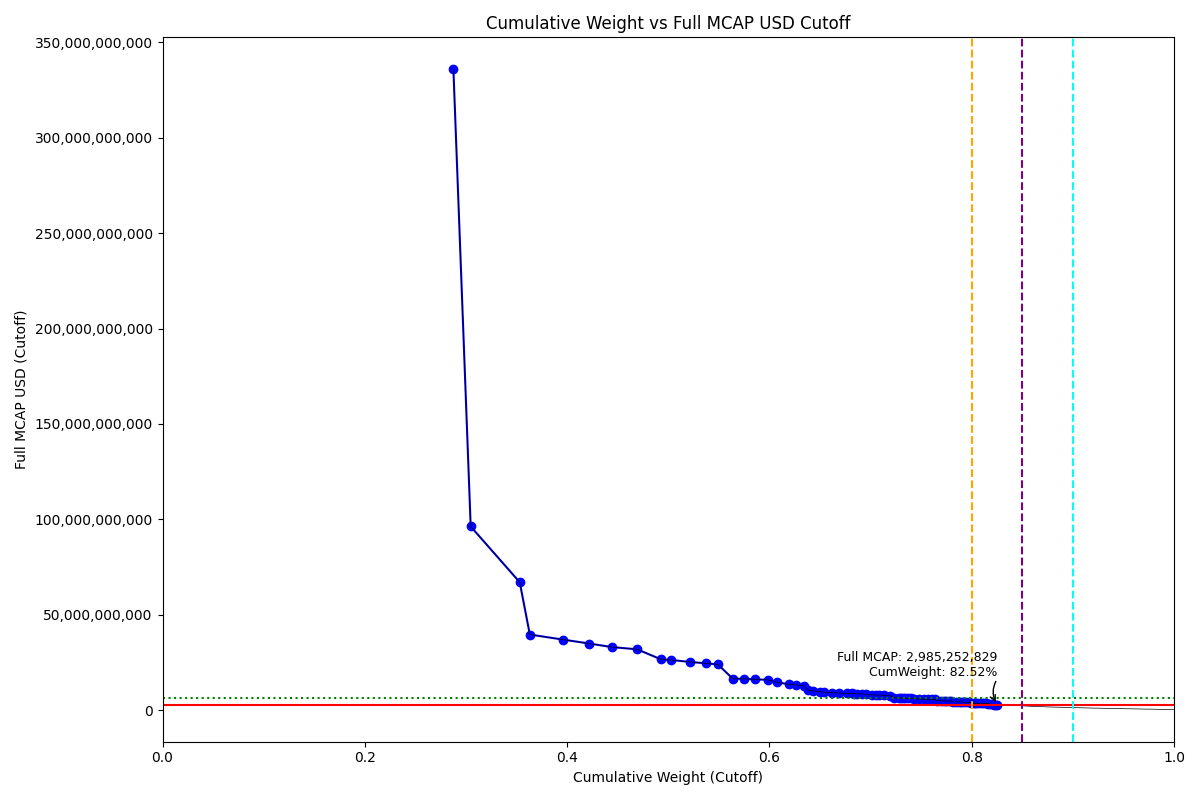 Cumulative Weight vs Full MCAP USD Cutoff
350,000,000,000
300,000,000,000
250,000,000,000
200,000,000,000
150,000,000,000
100,000,000,000
50,000,000,000
0
Full MCAP USD (Cutoff)
Full MCAP: 2,985,252,829
CumWeight: 82.52%
0.0
0.2
0.4
0.6
0.8
1.0
Cumulative Weight (Cutoff)